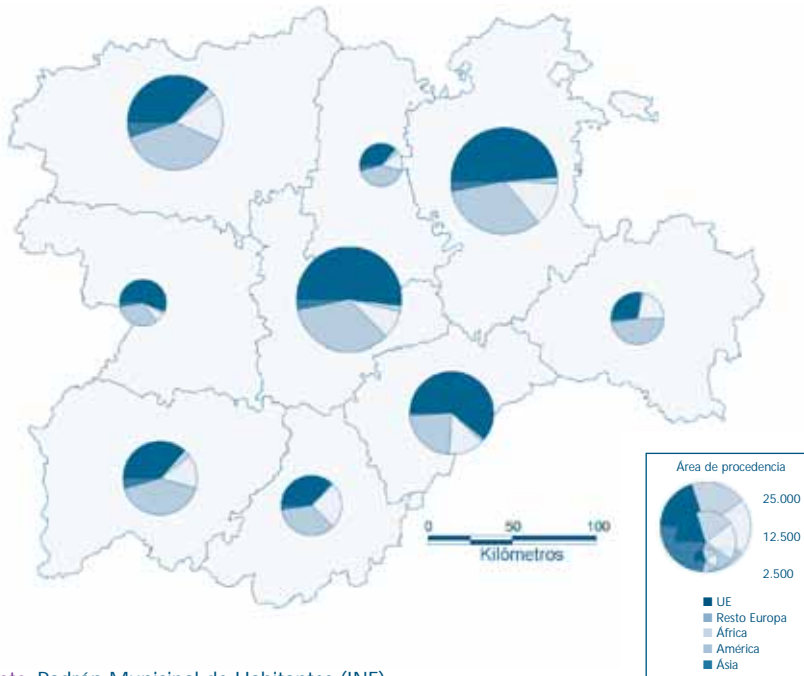 0 50 100
Kilómetros
Área de procedencia
25.000
12.500
2.500
UE
Resto Europa
África
América
Ásia
Padrón Municipal de Habitantes (INE)